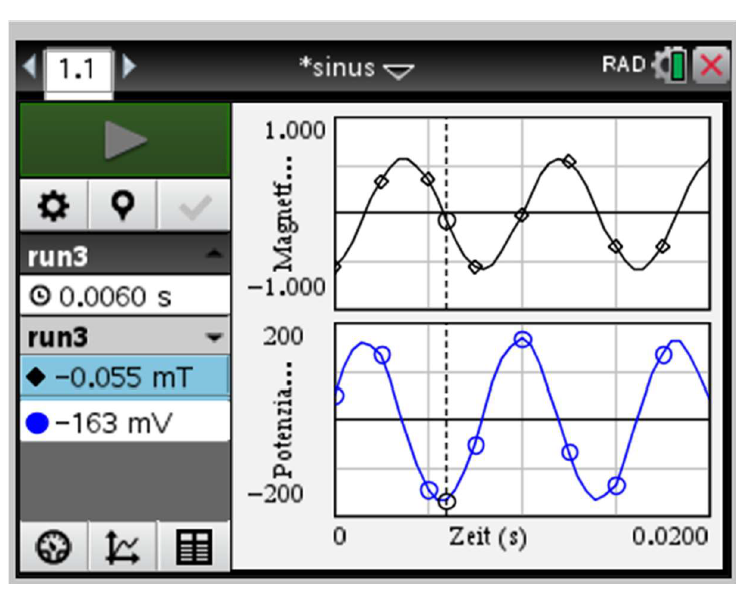 1.1
*sinus
RAD
run3
0.0060 s
run3
-0.055 mT
-163 mV
1.000
Magnetf...
-1.000
200
Potenzia...
-200
0
Zeit (s)
0.0200